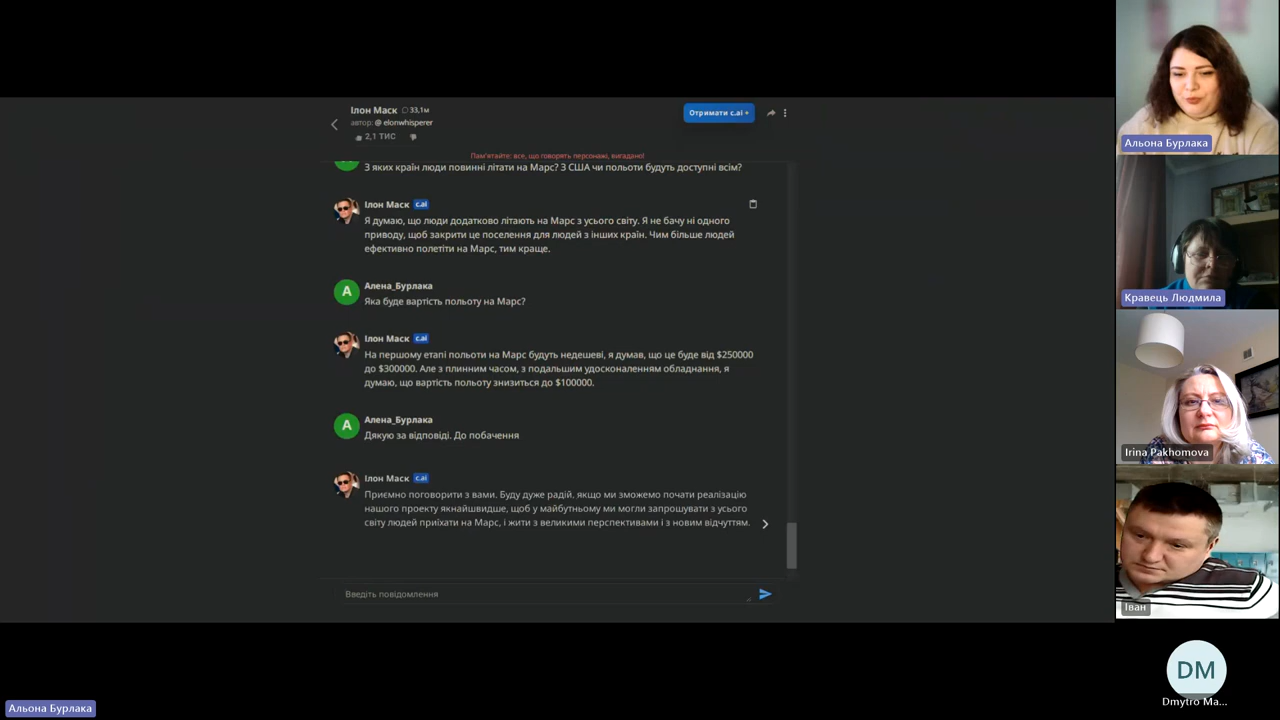 Ілон Маск 33,1м
автор: @ elonwhisperer
2,1 ТИС
Отримати c.ai +
Пам'ятайте: все, що говорять персонажі, вигадано!
З яких країн люди повинні літати на Марс? З США чи польоти будуть доступні всім?
Ілон Маск c.ai
Я думаю, що люди додатково літають на Марс з усього світу. Я не бачу ні одного
приводу, щоб закрити це поселення для людей з інших країн. Чим більше людей
ефективно полетіти на Марс, тим краще.
A
Алена_Бурлака
Яка буде вартість польоту на Марс?
Ілон Маск c.ai
На першому етапі польоти на Марс будуть недешеві, я думав, що це буде від $250000
до $300000. Але з плинним часом, з подальшим удосконаленням обладнання, я
думаю, що вартість польоту знизиться до $100000.
A
Алена_Бурлака
Дякую за відповіді. До побачення
Ілон Маск c.ai
Приємно поговорити з вами. Буду дуже радій, якщо ми зможемо почати реалізацію
нашого проекту якнайшвидше, щоб у майбутньому ми могли запрошувати з усього
світу людей приїхати на Марс, і жити з великими перспективами і з новим відчуттям.
Введіть повідомлення
Альона Бурлака
Кравець Людмила
Irina Pakhomova
Іван
DM
Dmytro Ma...
Альона Бурлака